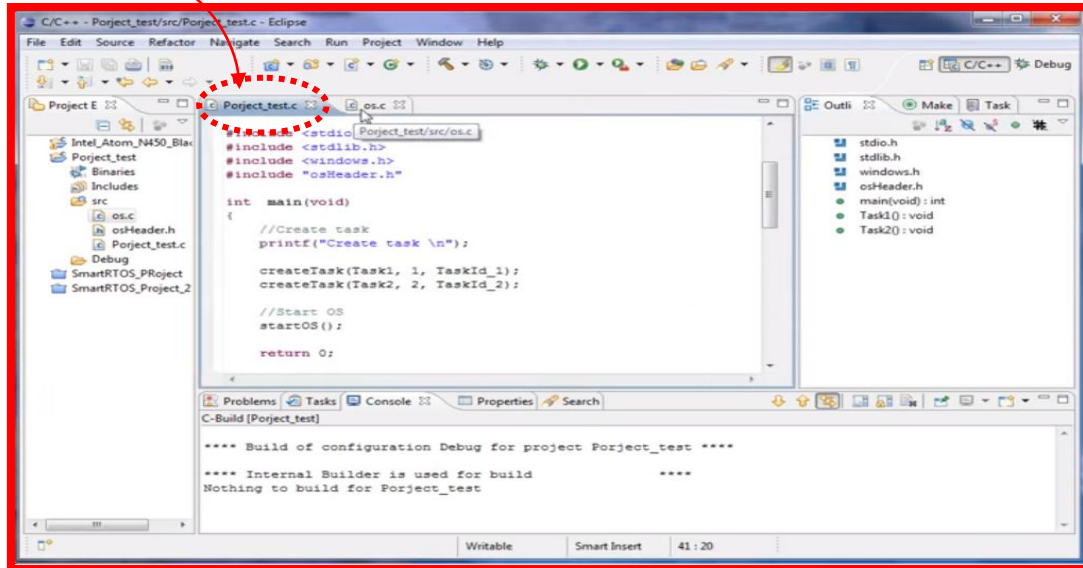 C/C++ - Porject_test/src/Porject_test.c - Eclipse
File Edit Source Refactor Navigate Search Run Project Window Help
C/C++ Debug
Project E
Intel_Atom_N450_Blac
Porject_test
Binaries
Includes
src
os.c
osHeader.h
Porject_test.c
Debug
SmartRTOS_PRoject
SmartRTOS_Project_2
Porject_test.c os.c
Porject_test/src/os.c
#include <stdio
#include <stdlib.h>
#include <windows.h>
#include "osHeader.h"
int main(void)
{
//Create task
printf("Create task \n");
createTask(Task1, 1, TaskId_1);
createTask(Task2, 2, TaskId_2);
//Start OS
startOS();
return 0;
Outli Make Task
stdio.h
stdlib.h
windows.h
osHeader.h
main(void) : int
Task1() : void
Task2() : void
Problems Tasks Console Properties Search
C-Build [Porject_test]
**** Build of configuration Debug for project Porject_test ****
**** Internal Builder is used for build ****
Nothing to build for Porject_test
Writable Smart Insert 41 : 20